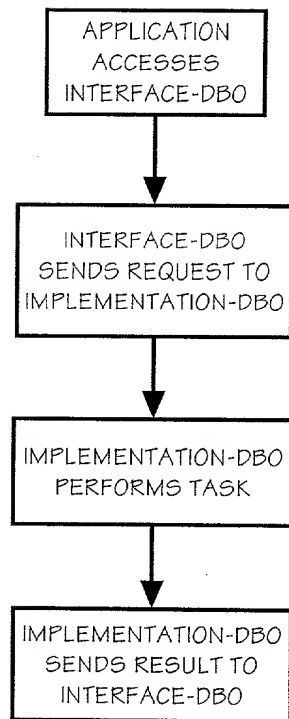 APPLICATION
ACCESSES
INTERFACE-DBO
INTERFACE-DBO
SENDS REQUEST TO
IMPLEMENTATION-DBO
IMPLEMENTATION-DBO
PERFORMS TASK
IMPLEMENTATION-DBO
SENDS RESULT TO
INTERFACE-DBO